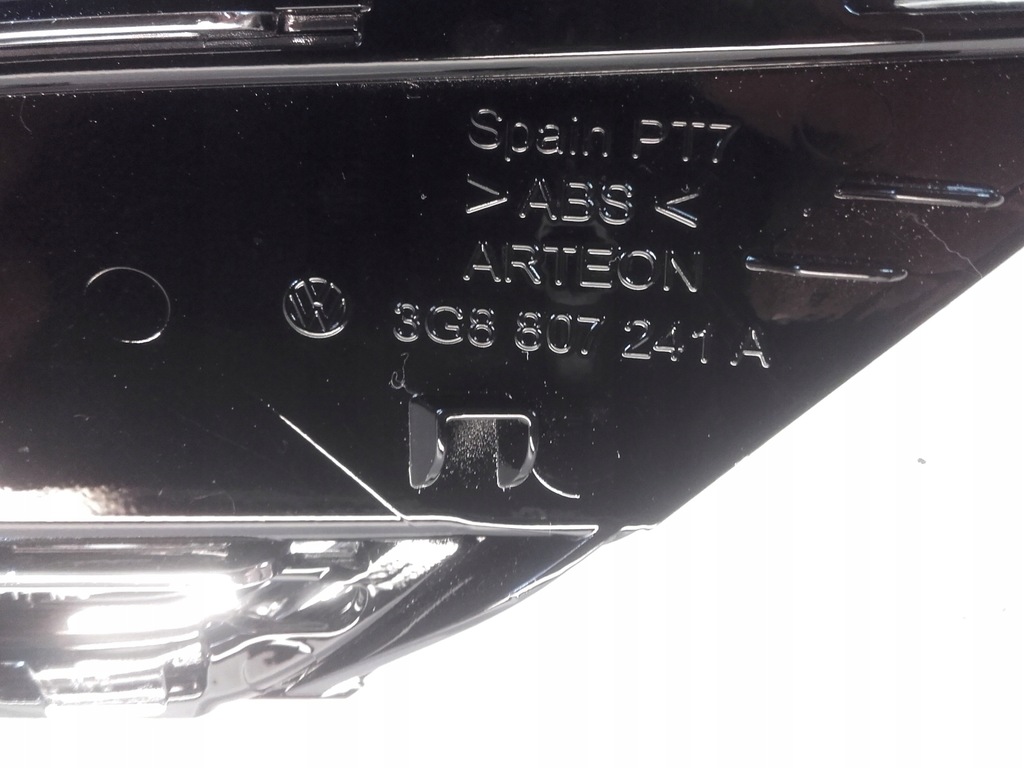 Spain PT7
> ABS <
ARTEON
3G8 807 241 A